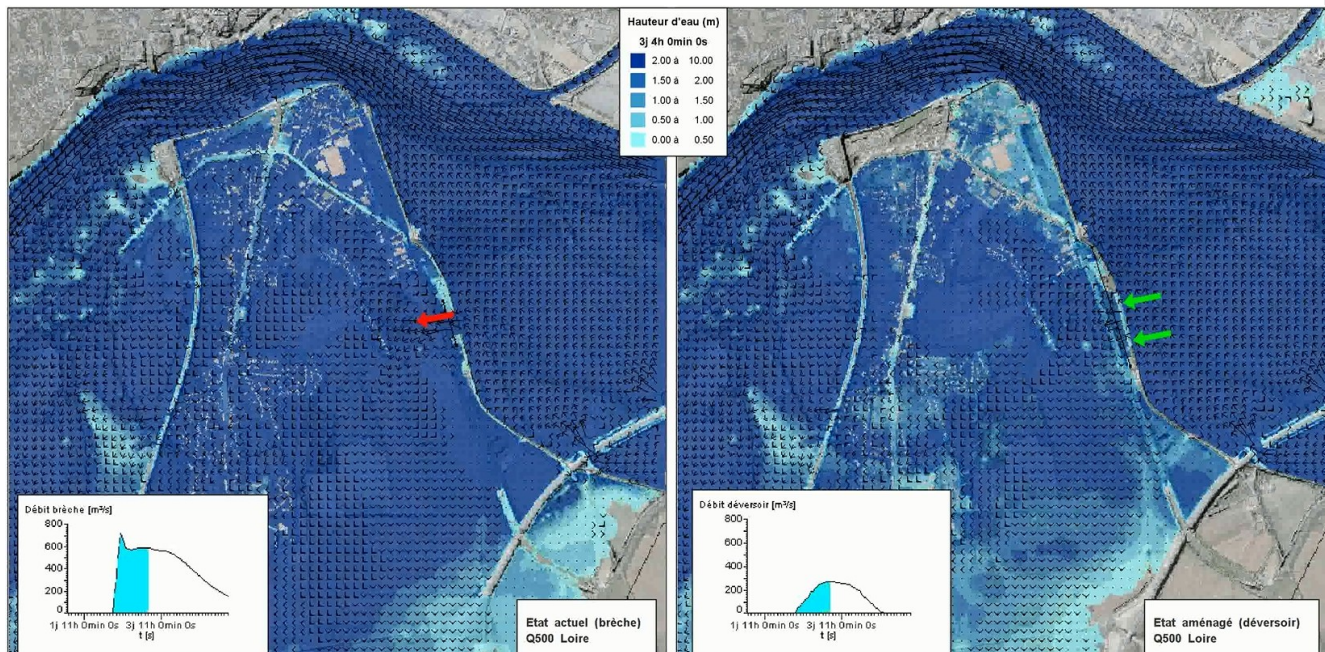 Hauteur d'eau (m)
3j 4h 0min 0s
2.00 à 10.00
1.50 à 2.00
1.00 à 1.50
0.50 à 1.00
0.00 à 0.50
Débit brèche [m³/s]
800
600
400
200
0
1j 11h 0min 0s 3j 11h 0min 0s
t [s]
Etat actuel (brèche)
Q500 Loire
Débit déversoir [m³/s]
800
600
400
200
0
1j 11h 0min 0s 3j 11h 0min 0s
t [s]
Etat aménagé (déversoir)
Q500 Loire